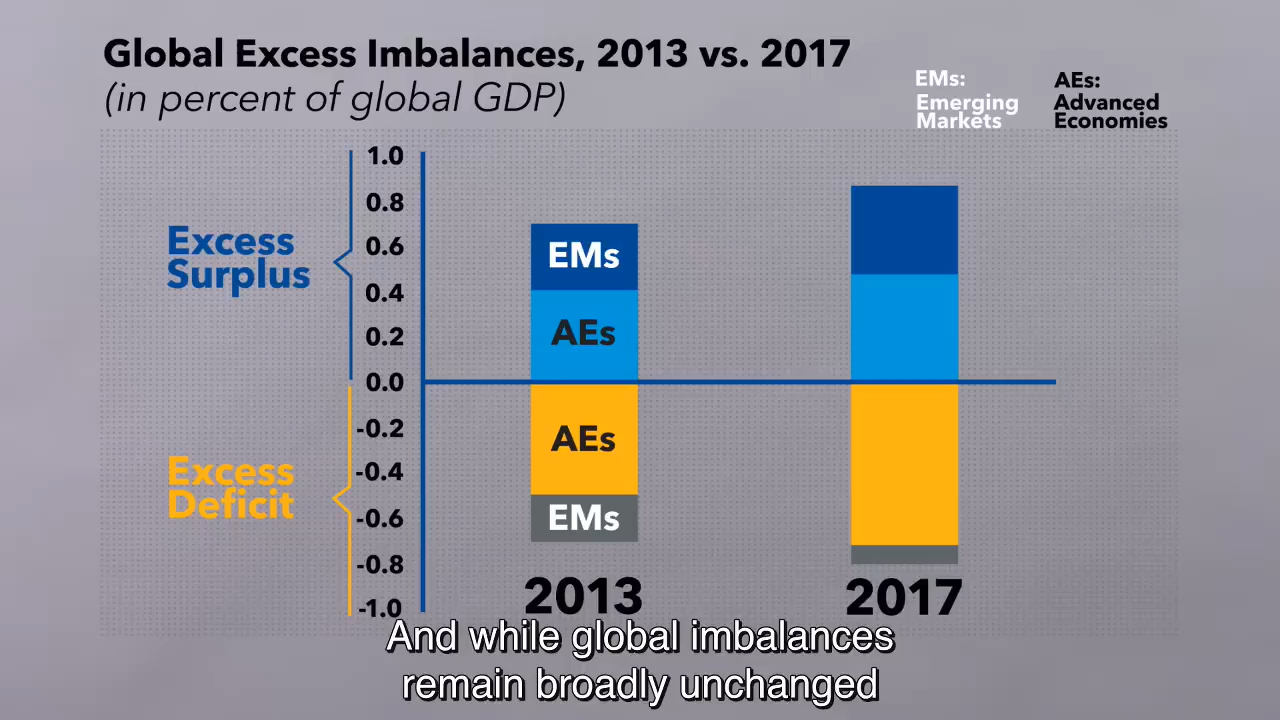 Global Excess Imbalances, 2013 vs. 2017
(in percent of global GDP)
EMs:
Emerging
Markets
AEs:
Advanced
Economies
1.0
0.8
0.6
0.4
0.2
0.0
-0.2
-0.4
-0.6
-0.8
-1.0
Excess
Surplus
Excess
Deficit
EMs
AEs
AEs
EMs
2013
2017
And while global imbalances
remain broadly unchanged